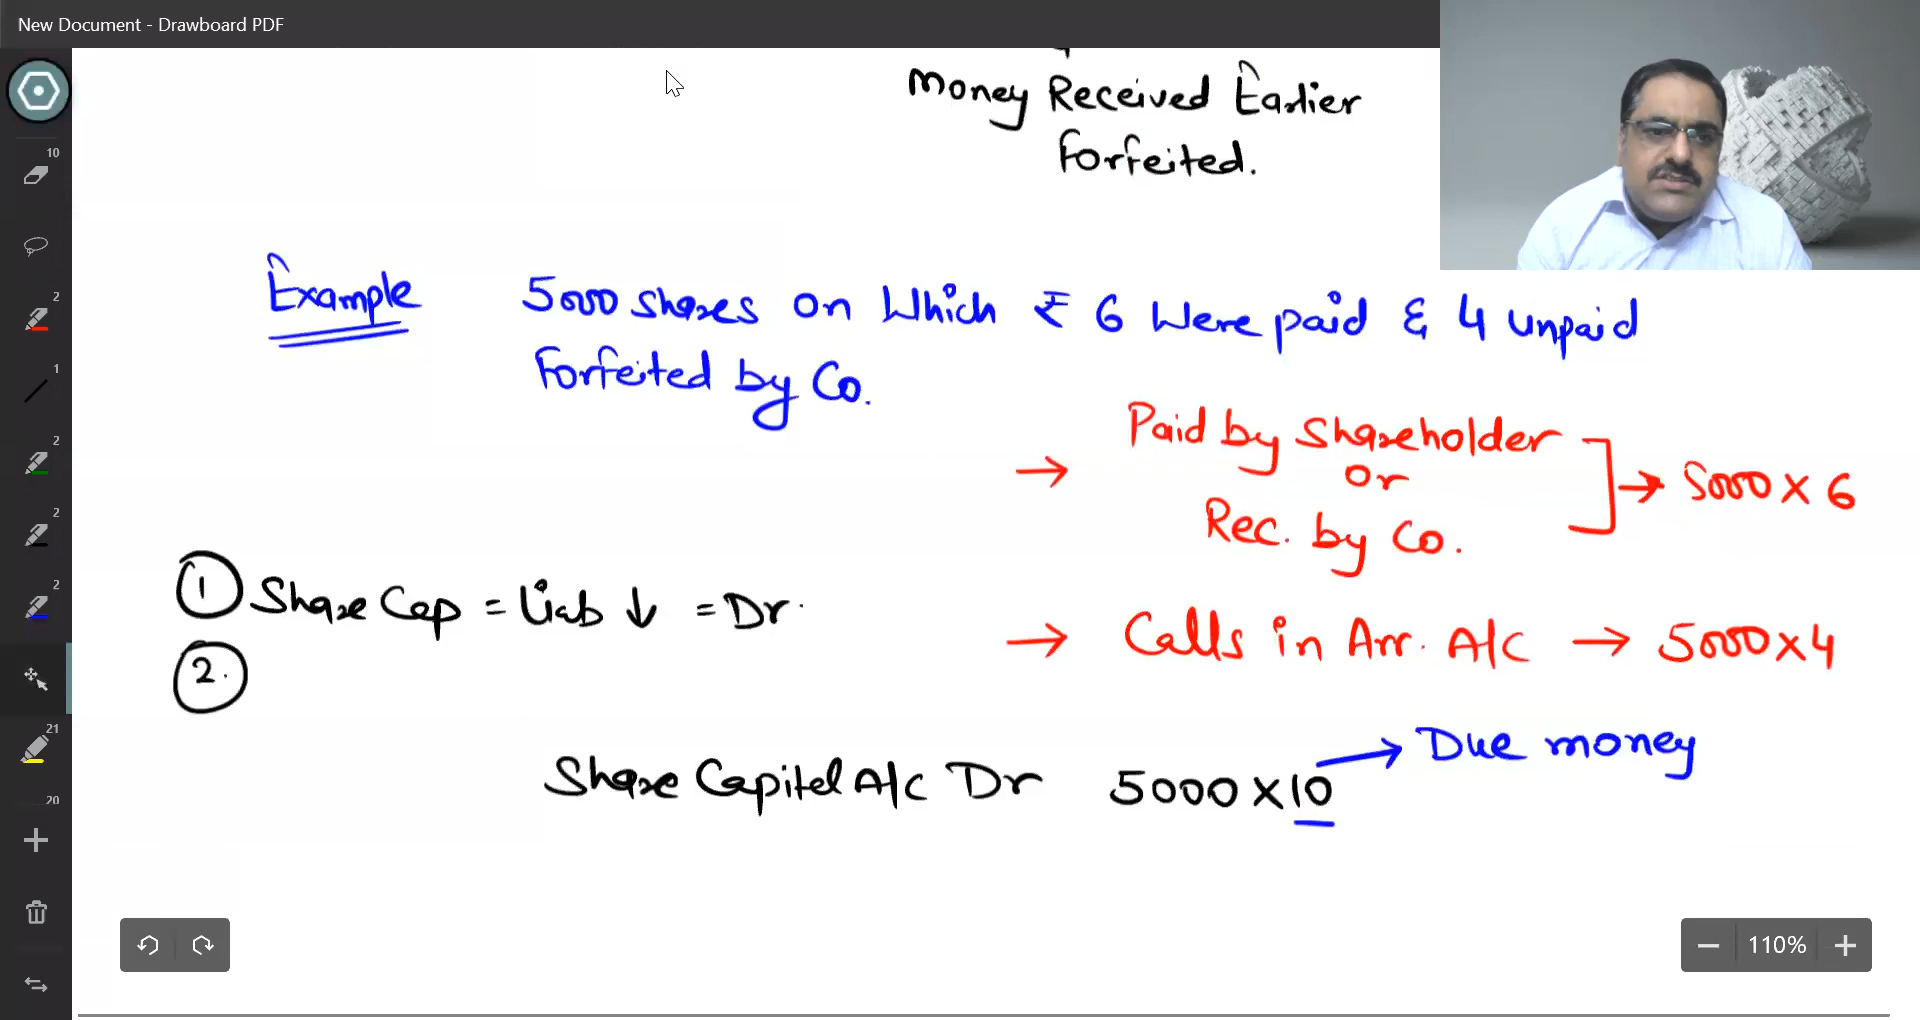 New Document - Drawboard PDF
Money Received Earlier
Forfeited.
Example
5000 shares on which ₹ 6 were paid & 4 unpaid
Forfeited by Co.
→ Paid by Shareholder
or
Rec. by Co.
→ 5000 × 6
① Share Cap = Liab ↓ = Dr.
→ Calls in Arr. A/c → 5000 × 4
②.
Share Capital A/c Dr 5000 × 10 → Due money
10
2
1
2
2
2
21
20
110%